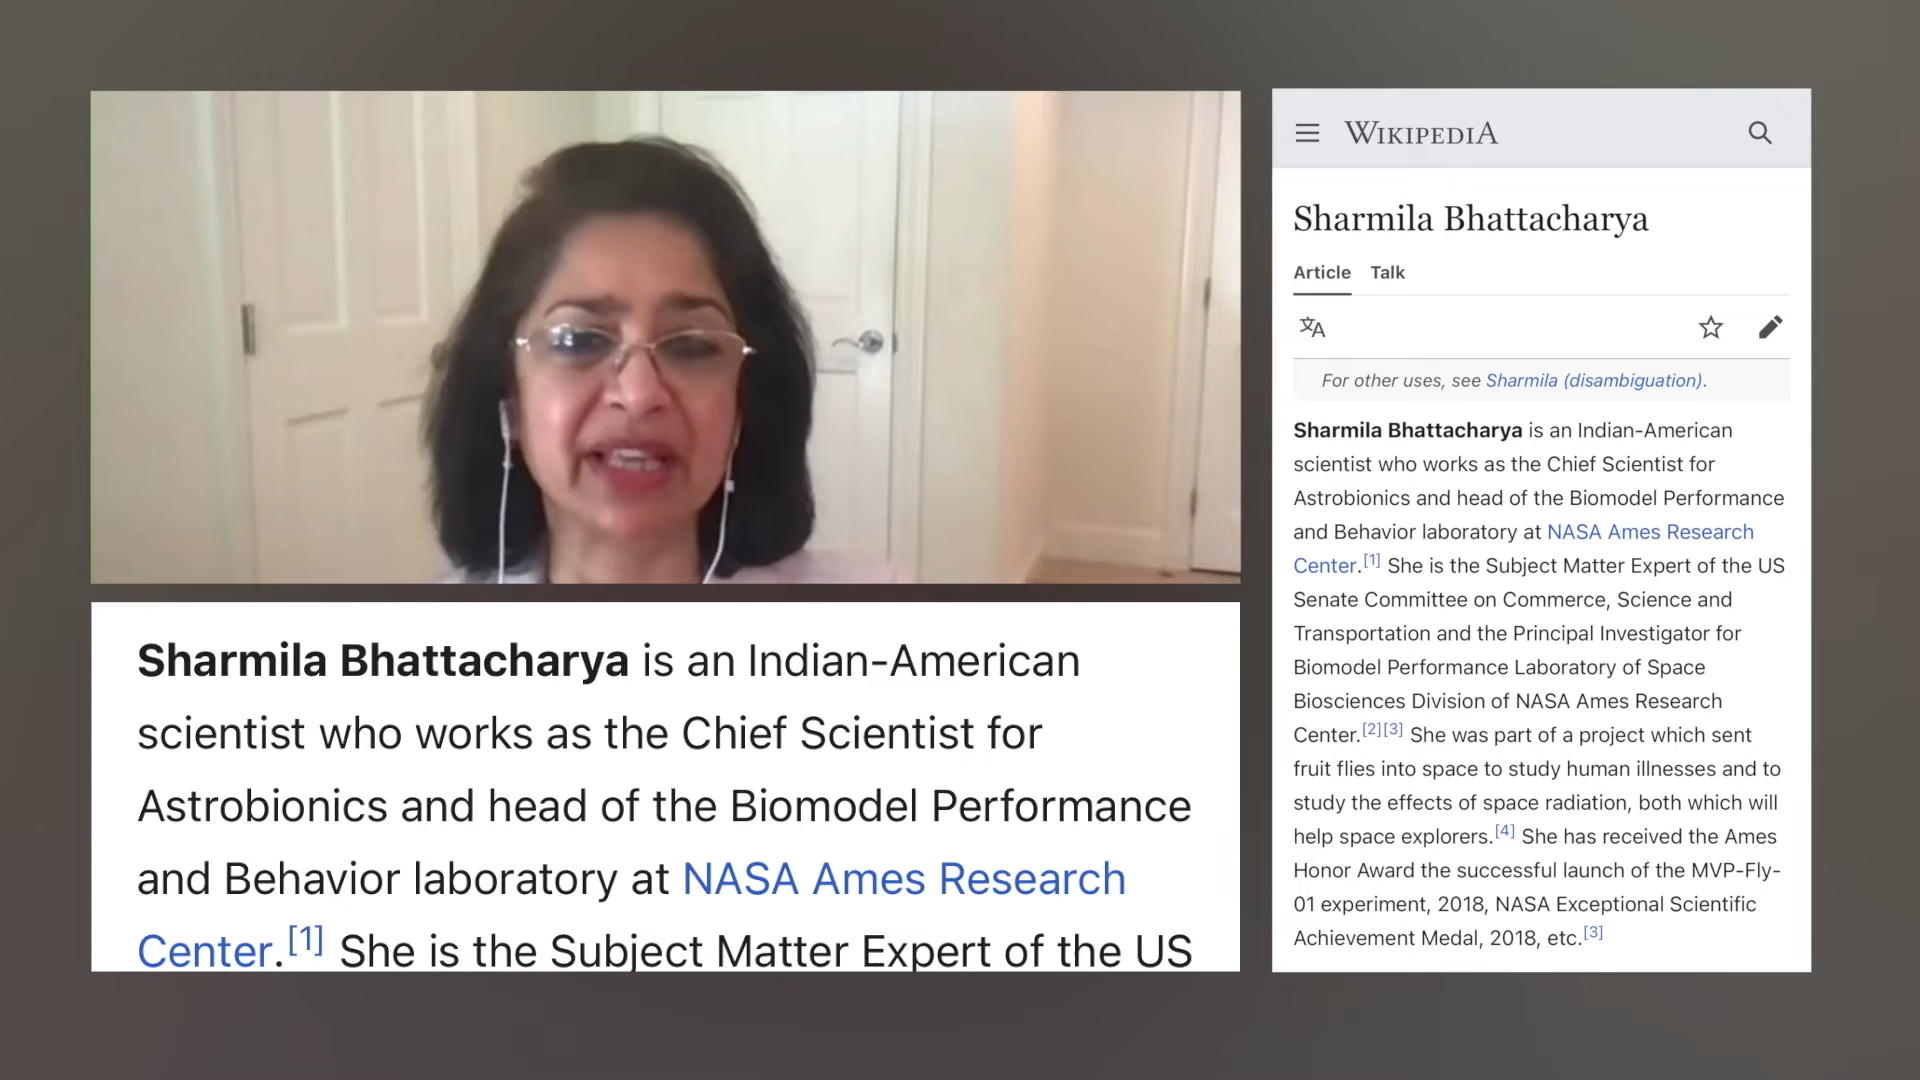 Sharmila Bhattacharya is an Indian-American
scientist who works as the Chief Scientist for
Astrobionics and head of the Biomodel Performance
and Behavior laboratory at NASA Ames Research
Center.[1] She is the Subject Matter Expert of the US
WIKIPEDIA
Sharmila Bhattacharya
Article Talk
文A
For other uses, see Sharmila (disambiguation).
Sharmila Bhattacharya is an Indian-American
scientist who works as the Chief Scientist for
Astrobionics and head of the Biomodel Performance
and Behavior laboratory at NASA Ames Research
Center.[1] She is the Subject Matter Expert of the US
Senate Committee on Commerce, Science and
Transportation and the Principal Investigator for
Biomodel Performance Laboratory of Space
Biosciences Division of NASA Ames Research
Center.[2][3] She was part of a project which sent
fruit flies into space to study human illnesses and to
study the effects of space radiation, both which will
help space explorers.[4] She has received the Ames
Honor Award the successful launch of the MVP-Fly-
01 experiment, 2018, NASA Exceptional Scientific
Achievement Medal, 2018, etc.[3]